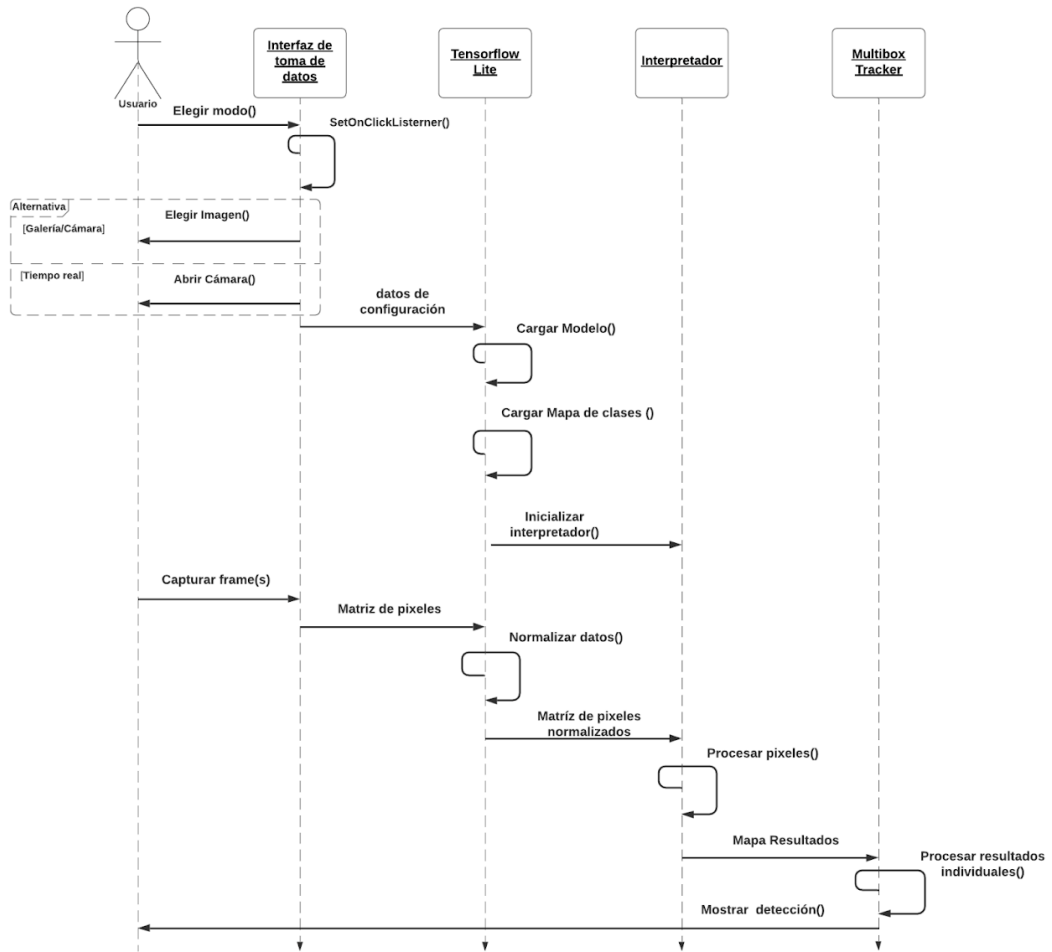 Interfaz de
toma de
datos
Tensorflow
Lite
Interpretador
Multibox
Tracker
Usuario
Elegir modo()
SetOnClickListerner()
Alternativa
Elegir Imagen()
[Galería/Cámara]
[Tiempo real]
Abrir Cámara()
datos de
configuración
Cargar Modelo()
Cargar Mapa de clases ()
Inicializar
interpretador()
Capturar frame(s)
Matriz de pixeles
Normalizar datos()
Matríz de pixeles
normalizados
Procesar pixeles()
Mapa Resultados
Procesar resultados
individuales()
Mostrar detección()